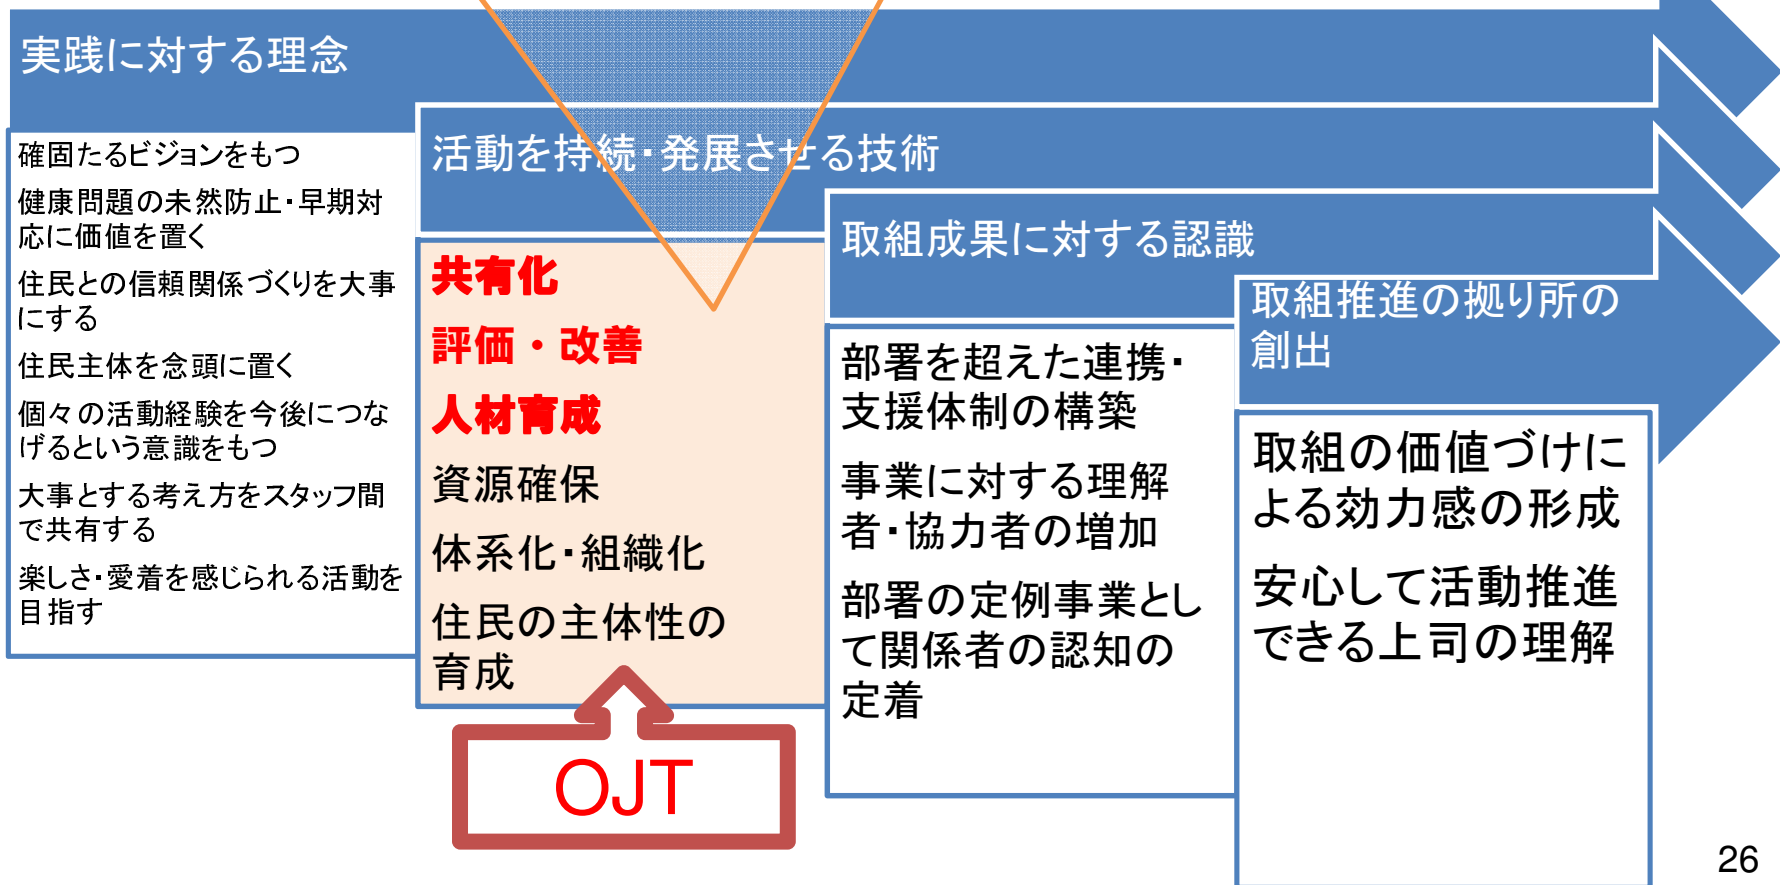 実践に対する理念
確固たるビジョンをもつ
健康問題の未然防止・早期対
応に価値を置く
住民との信頼関係づくりを大事
にする
住民主体を念頭に置く
個々の活動経験を今後につな
げるという意識をもつ
大事とする考え方をスタッフ間
で共有する
楽しさ・愛着を感じられる活動を
目指す
活動を持続・発展させる技術
共有化
評価・改善
人材育成
資源確保
体系化・組織化
住民の主体性の
育成
OJT
取組成果に対する認識
部署を超えた連携・
支援体制の構築
事業に対する理解
者・協力者の増加
部署の定例事業とし
て関係者の認知の
定着
取組推進の拠り所の
創出
取組の価値づけに
よる効力感の形成
安心して活動推進
できる上司の理解
26